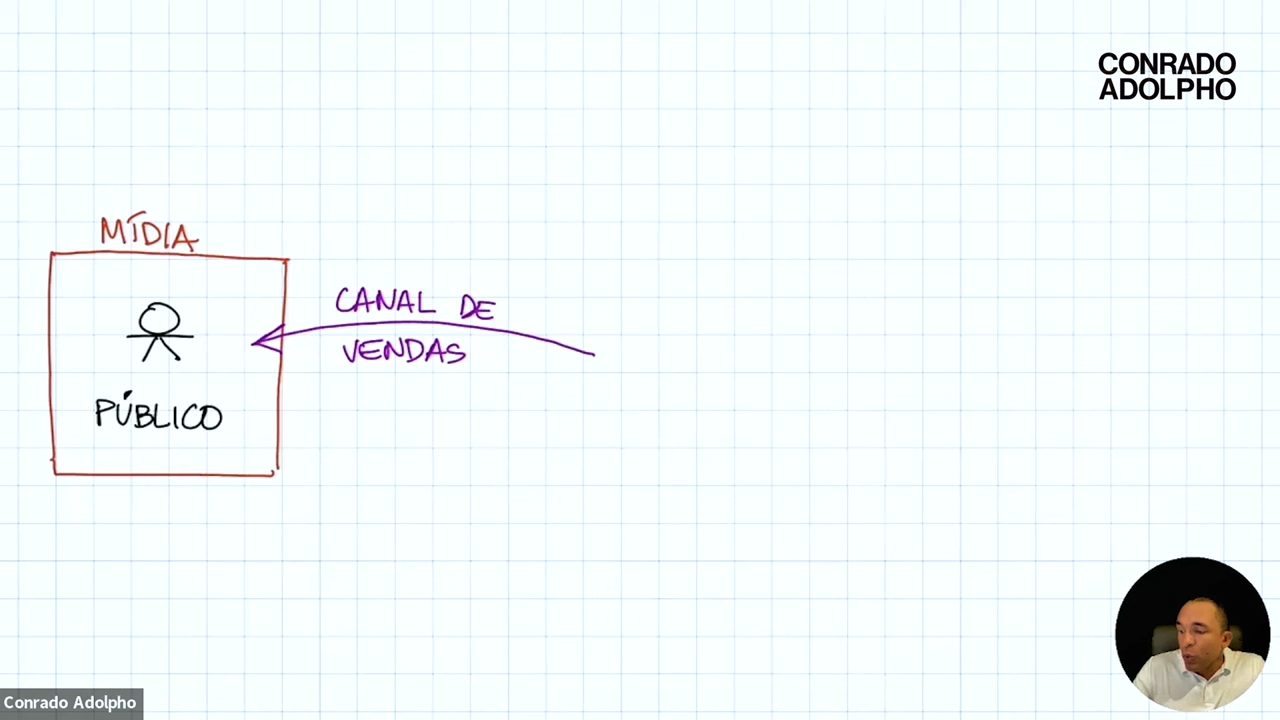 CONRADO
ADOLPHO
MÍDIA
CANAL DE
VENDAS
PÚBLICO
Conrado Adolpho